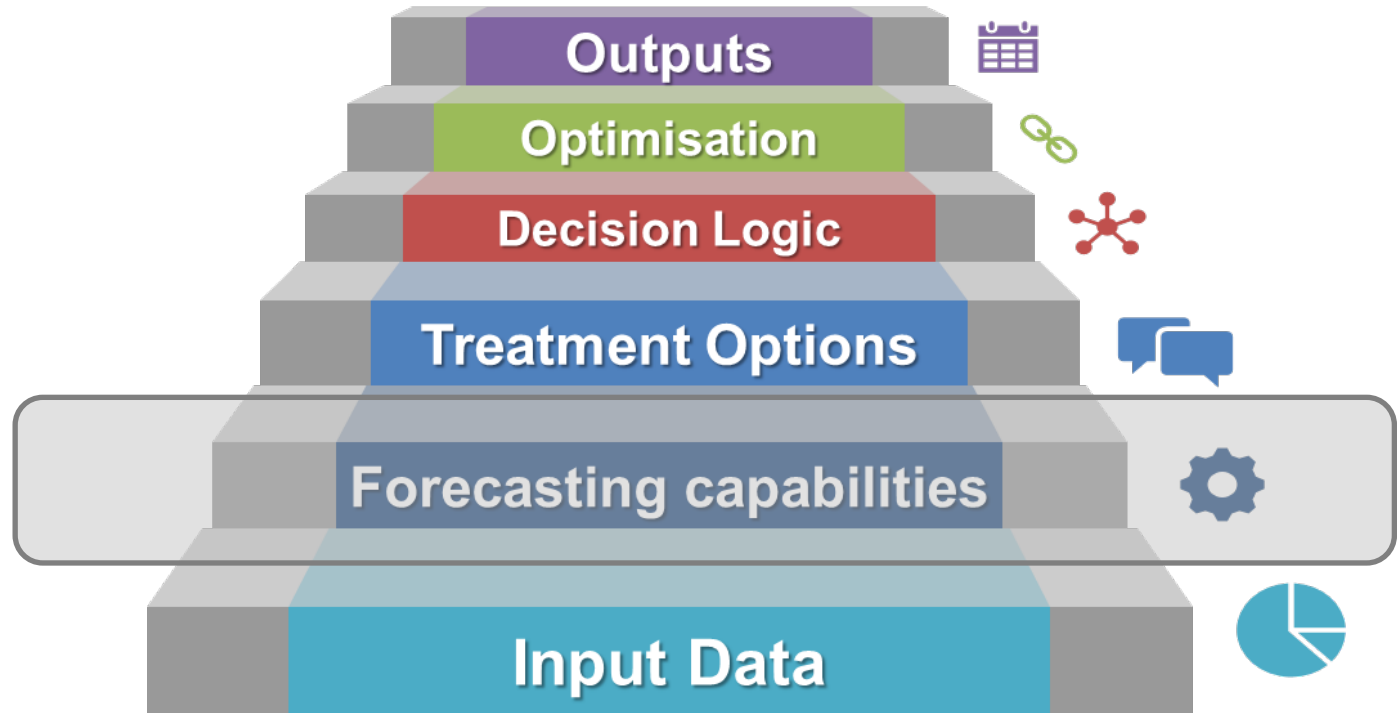 Outputs
Optimisation
Decision Logic
Treatment Options
Forecasting capabilities
Input Data